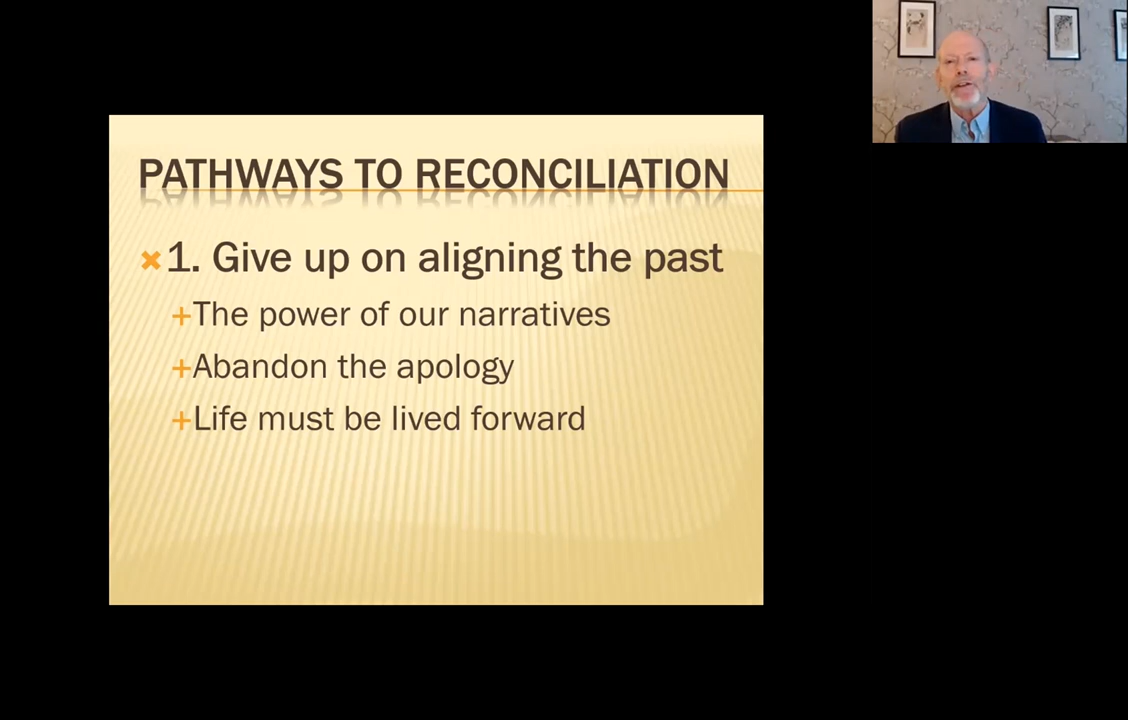 PATHWAYS TO RECONCILIATION
1. Give up on aligning the past
The power of our narratives
Abandon the apology
Life must be lived forward